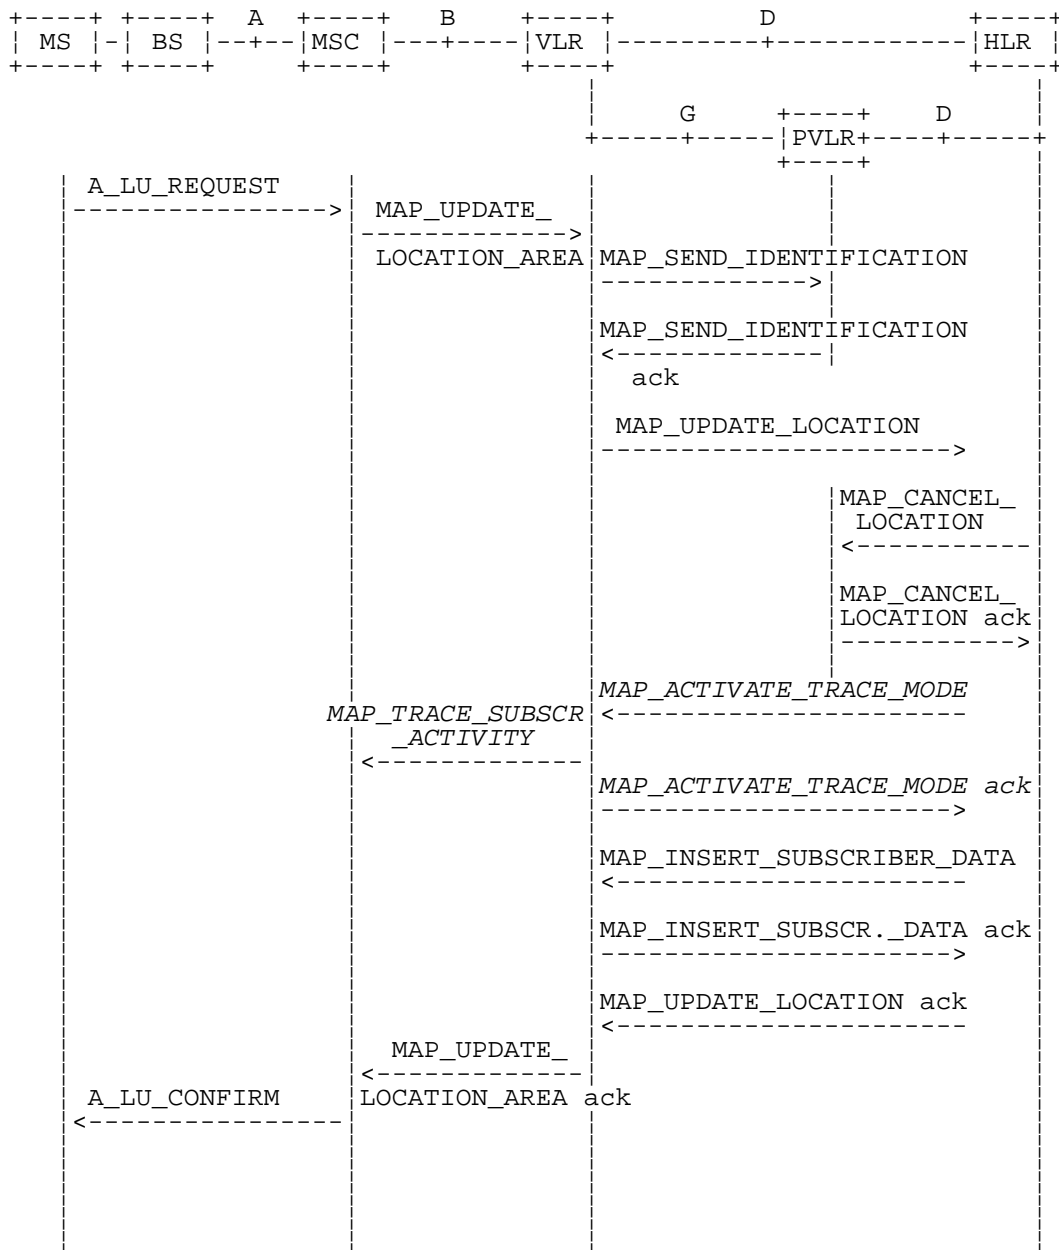 A B D
MS BS MSC VLR HLR
G D
PVLR
A_LU_REQUEST
MAP_UPDATE_
LOCATION_AREA MAP_SEND_IDENTIFICATION
MAP_SEND_IDENTIFICATION
ack
MAP_UPDATE_LOCATION
MAP_CANCEL_
LOCATION
MAP_CANCEL_
LOCATION ack
MAP_ACTIVATE_TRACE_MODE
MAP_TRACE_SUBSCR
_ACTIVITY
MAP_ACTIVATE_TRACE_MODE ack
MAP_INSERT_SUBSCRIBER_DATA
MAP_INSERT_SUBSCR._DATA ack
MAP_UPDATE_LOCATION ack
MAP_UPDATE_
A_LU_CONFIRM LOCATION_AREA ack